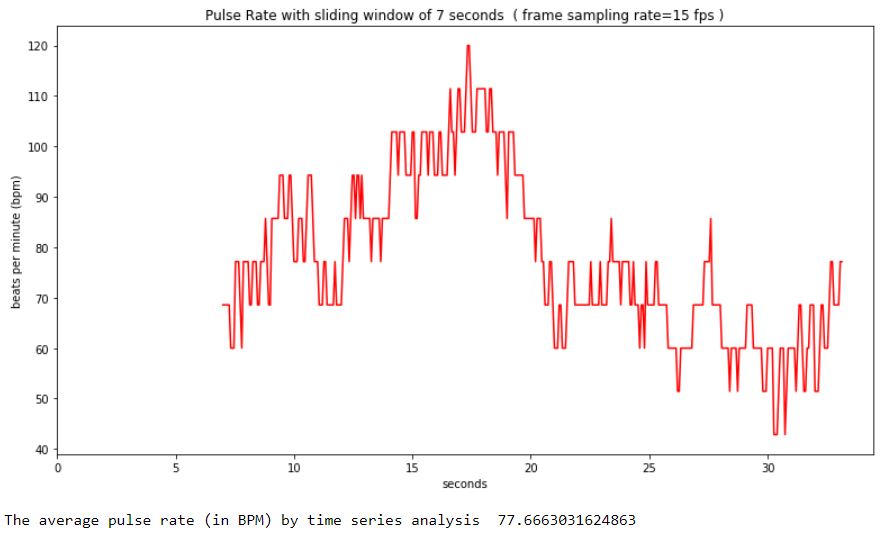 Pulse Rate with sliding window of 7 seconds ( frame sampling rate=15 fps )
120
110
100
90
80
70
60
50
40
beats per minute (bpm)
0 5 10 15 20 25 30
seconds
The average pulse rate (in BPM) by time series analysis 77.6663031624863